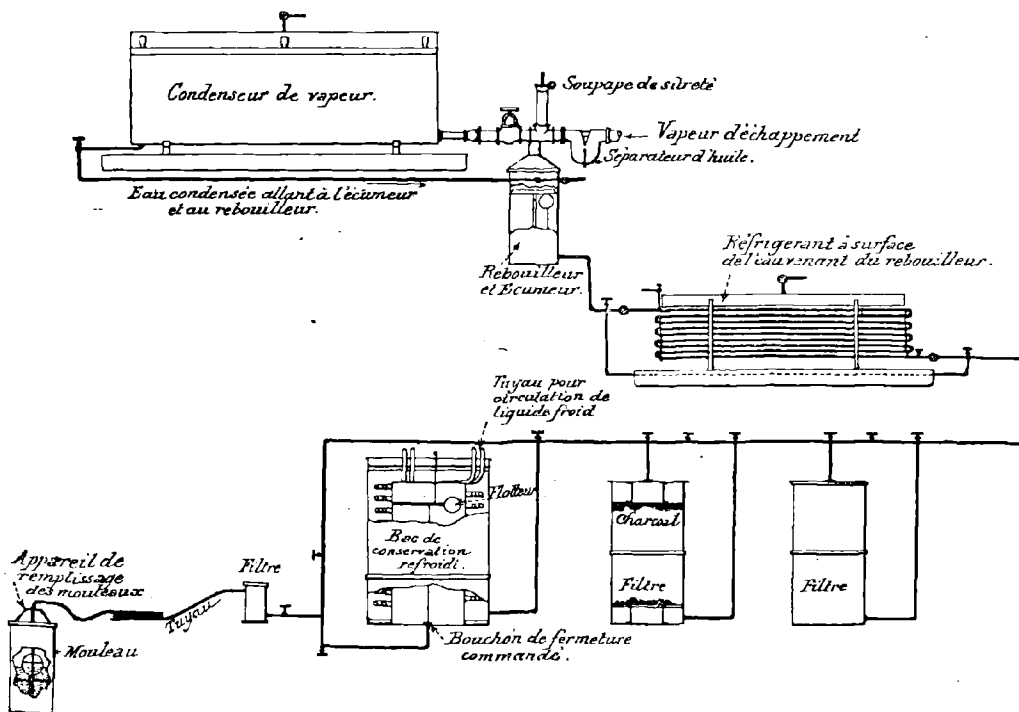 Condenseur de vapeur.
Soupape de sûreté
Vapeur d'échappement
Séparateur d'huile.
Eau condensée allant à l'écumeur
et au rebouilleur.
Rebouilleur
et Ecumeur.
Réfrigerant à surface
de l'eau venant du rebouilleur.
Tuyau pour
circulation de
liquide froid
Flotteur
Bac de
conservation
refroidi.
Charcoal
Filtre
Filtre
Appareil de
remplissage
des mouleaux
Filtre
Tuyau
Mouleau
Bouchon de fermeture
commandé.